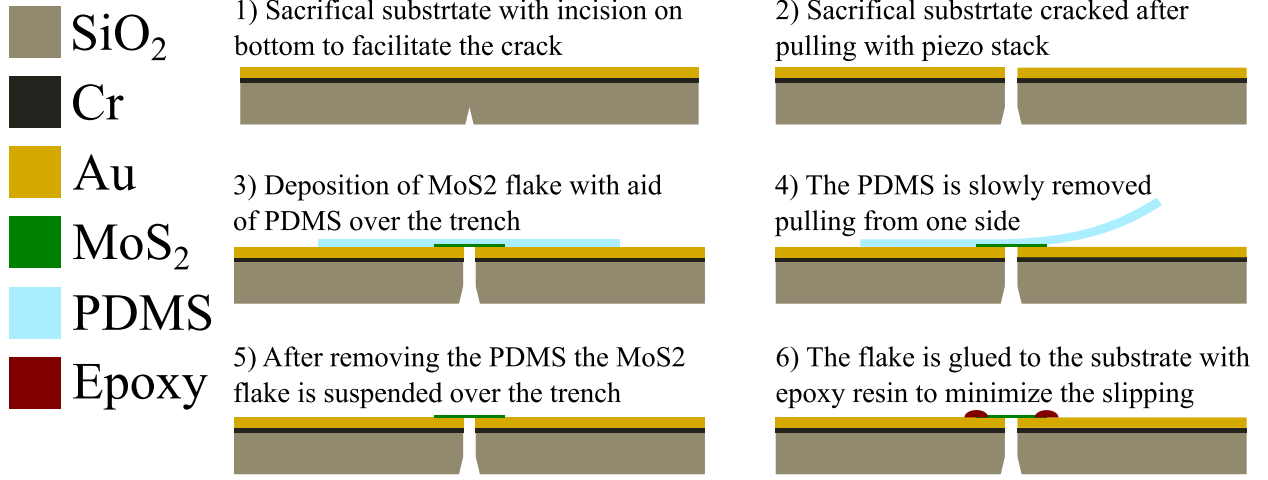 SiO2
Cr
Au
MoS2
PDMS
Epoxy
1) Sacrifical substrtate with incision on
bottom to facilitate the crack
2) Sacrifical substrtate cracked after
pulling with piezo stack
3) Deposition of MoS2 flake with aid
of PDMS over the trench
4) The PDMS is slowly removed
pulling from one side
5) After removing the PDMS the MoS2
flake is suspended over the trench
6) The flake is glued to the substrate with
epoxy resin to minimize the slipping